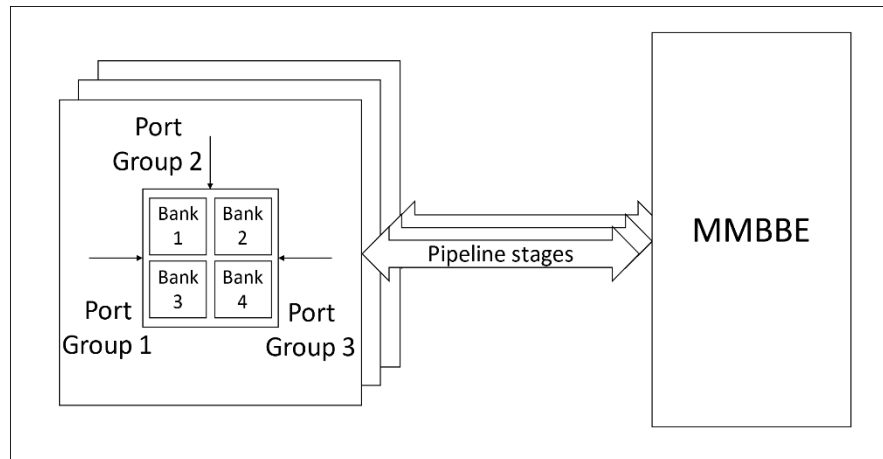 Port
Group 2
Bank
1
Bank
2
Bank
3
Bank
4
Port
Group 1
Port
Group 3
Pipeline stages
MMBBE